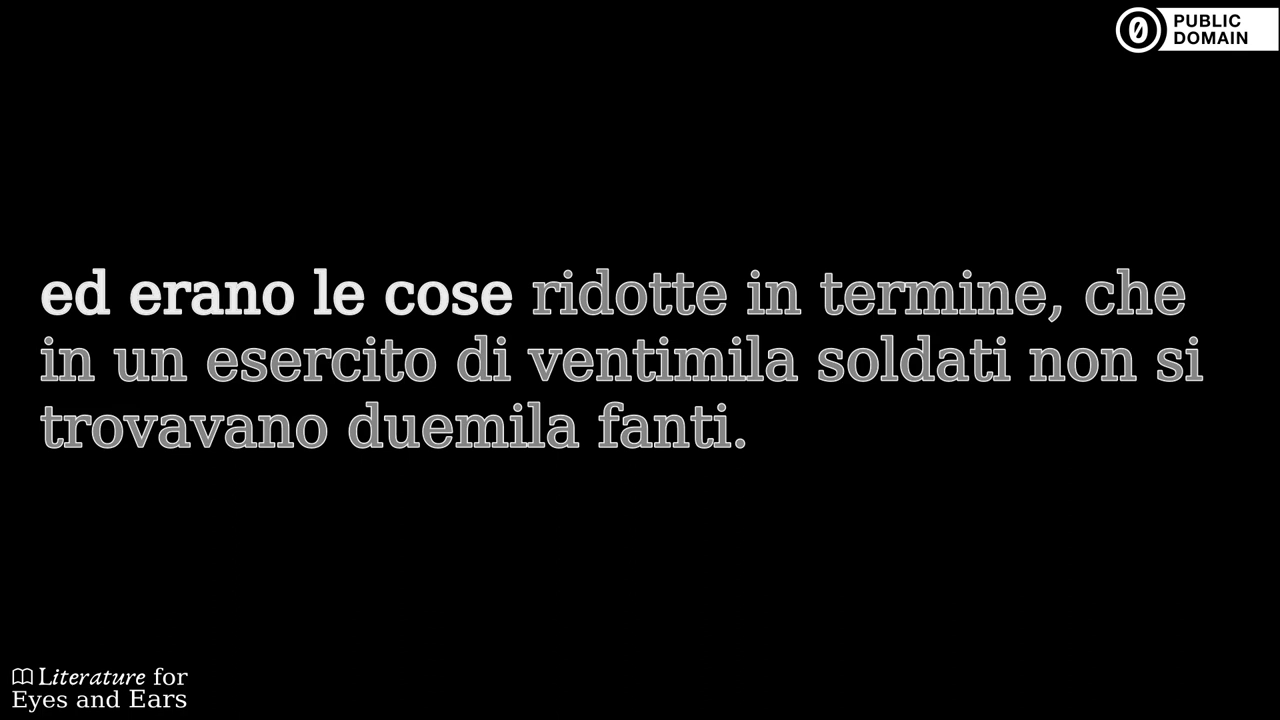 PUBLIC
DOMAIN
ed erano le cose ridotte in termine, che
in un esercito di ventimila soldati non si
trovavano duemila fanti.
Literature for
Eyes and Ears